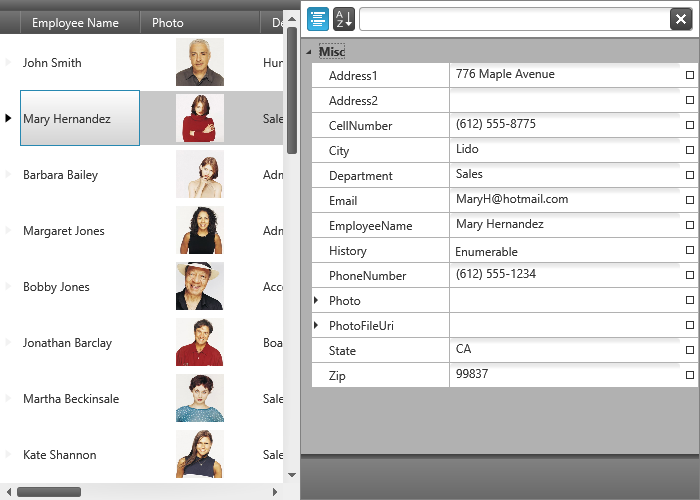 Employee Name Photo De
John Smith Hur
Mary Hernandez Sale
Barbara Bailey Adm
Margaret Jones Adm
Bobby Jones Acc
Jonathan Barclay Boa
Martha Beckinsale Sale
Kate Shannon Sale
A
Z
Misc
Address1 776 Maple Avenue
Address2
CellNumber (612) 555-8775
City Lido
Department Sales
Email MaryH@hotmail.com
EmployeeName Mary Hernandez
History Enumerable
PhoneNumber (612) 555-1234
Photo
PhotoFileUri
State CA
Zip 99837